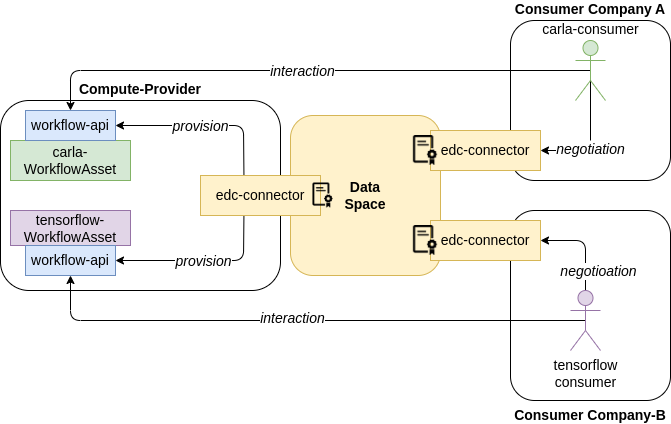 Consumer Company A
carla-consumer
interaction
Compute-Provider
workflow-api
provision
carla-
WorkflowAsset
edc-connector
negotiation
edc-connector
Data
Space
tensorflow-
WorkflowAsset
edc-connector
workflow-api
provision
negotioation
interaction
tensorflow
consumer
Consumer Company-B